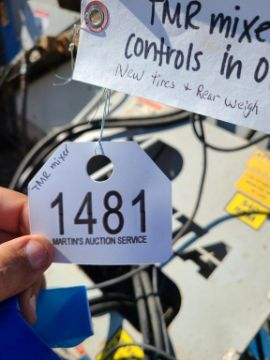 TMR mixe
controls in o
New tires & Rear weigh
TMR mixer
1481
MARTIN'S AUCTION SERVICE